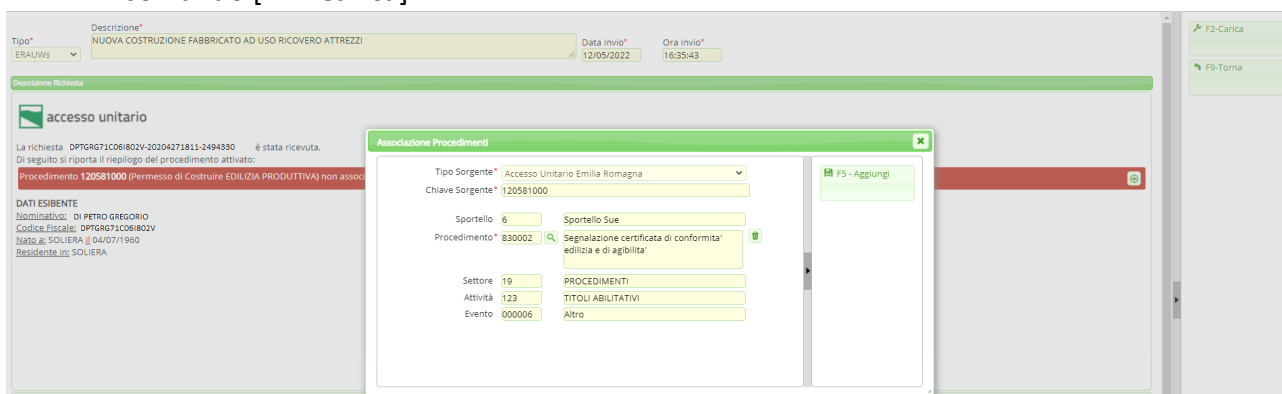 Tipo*
Descrizione*
ERAUWs
NUOVA COSTRUZIONE FABBRICATO AD USO RICOVERO ATTREZZI
Data Invio*
12/05/2022
Ora Invio*
16:35:43
F2-Carica
F9-Torna
Descrizione Richiesta
accesso unitario
La richiesta DPTGRG71C06I802V-20204271811-2494330 è stata ricevuta.
Di seguito si riporta il riepilogo del procedimento attivato:
Procedimento 120581000 (Permesso di Costruire EDILIZIA PRODUTTIVA) non assoc
DATI ESIBENTE
Nominativo: DI PETRO GREGORIO
Codice Fiscale: DPTGRG71C06I802V
Nato a: SOLIERA || 04/07/1960
Residente in: SOLIERA
Associazione Procedimenti
Tipo Sorgente* Accesso Unitario Emilia Romagna
Chiave Sorgente* 120581000
Sportello 6 Sportello Sue
Procedimento* 830002 Segnalazione certificata di conformita'
edilizia e di agibilita'
Settore 19 PROCEDIMENTI
Attività 123 TITOLI ABILITATIVI
Evento 000006 Altro
F5 - Aggiungi